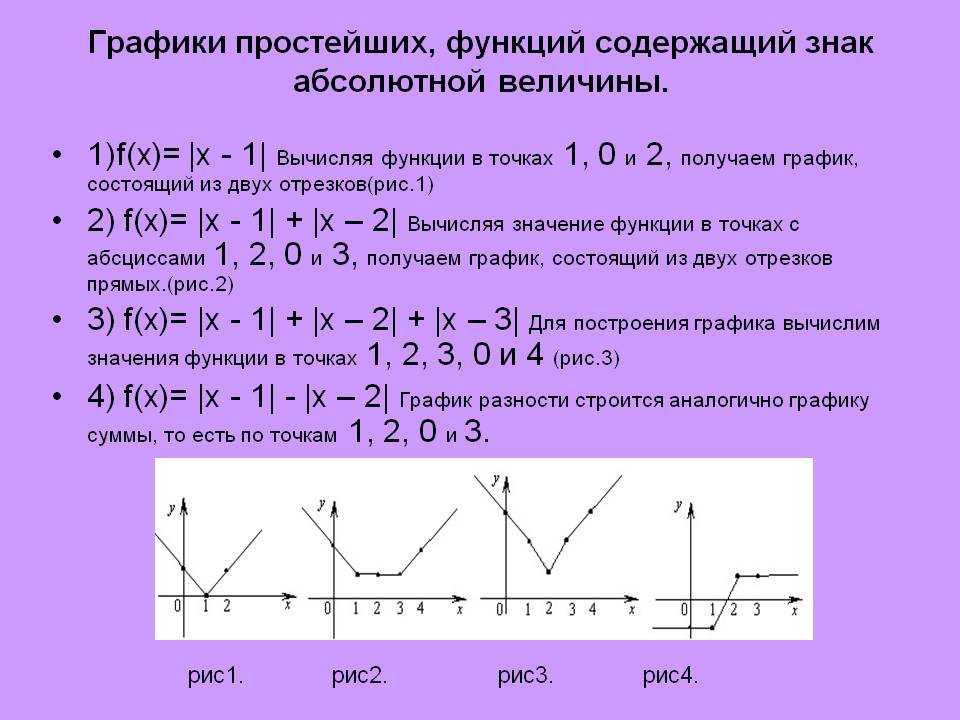 Графики простейших, функций содержащий знак
абсолютной величины.
• 1)f(x)= |x - 1| Вычисляя функции в точках 1, 0 и 2, получаем график,
состоящий из двух отрезков(рис.1)
• 2) f(x)= |x - 1| + |x – 2| Вычисляя значение функции в точках с
абсциссами 1, 2, 0 и 3, получаем график, состоящий из двух отрезков
прямых.(рис.2)
• 3) f(x)= |x - 1| + |x – 2| + |x – 3| Для построения графика вычислим
значения функции в точках 1, 2, 3, 0 и 4 (рис.3)
• 4) f(x)= |x - 1| - |x – 2| График разности строится аналогично графику
суммы, то есть по точкам 1, 2, 0 и 3.
y
0 1 2 x
y
0 1 2 3 4 x
y
0 1 2 3 4 x
y
0 1 2 3 x
рис1. рис2. рис3. рис4.